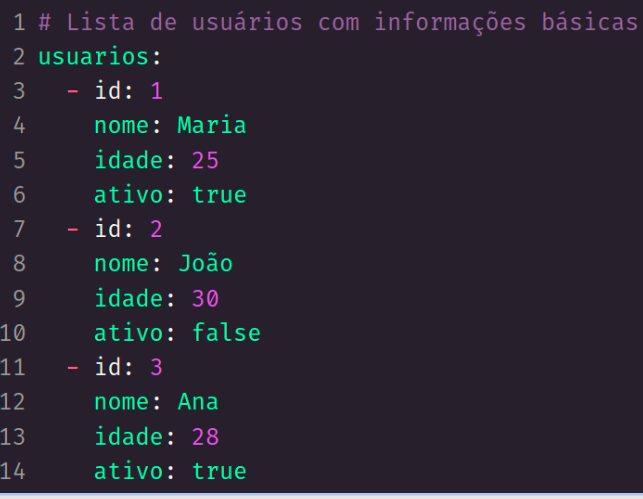 1 # Lista de usuários com informações básicas
2 usuarios:
3   - id: 1
4     nome: Maria
5     idade: 25
6     ativo: true
7   - id: 2
8     nome: João
9     idade: 30
10     ativo: false
11   - id: 3
12     nome: Ana
13     idade: 28
14     ativo: true